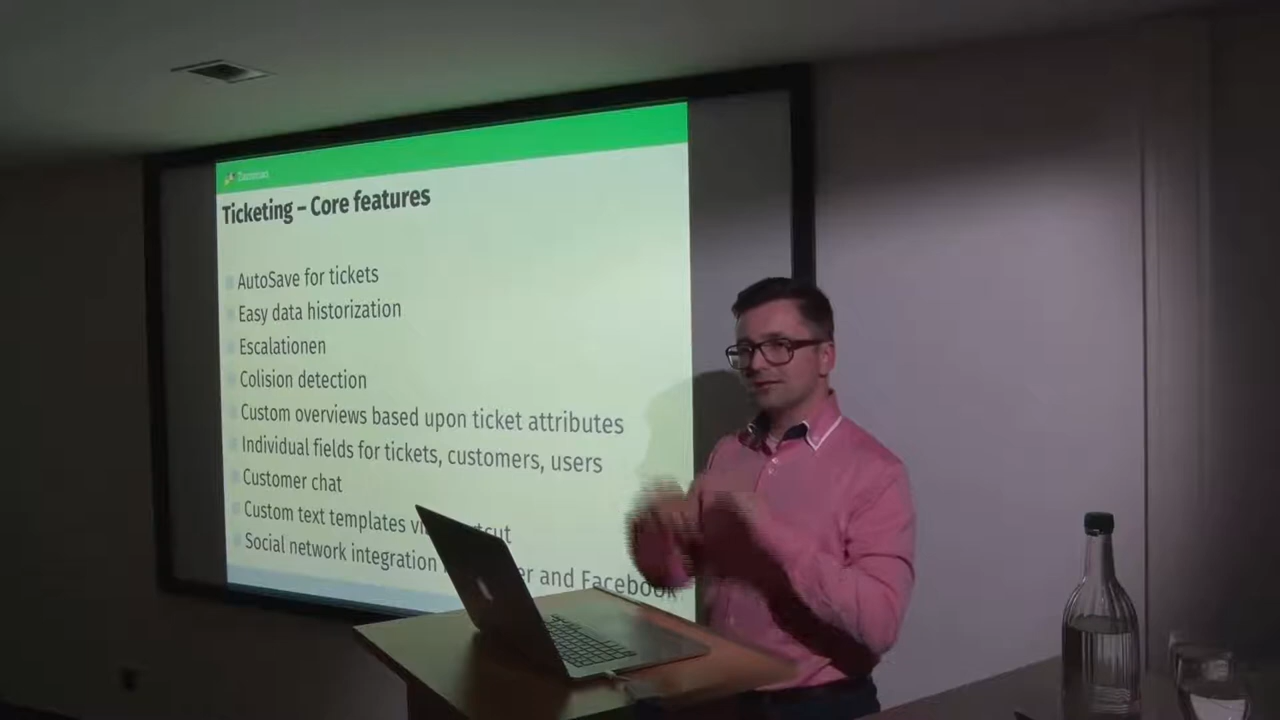 Ticketing – Core features
AutoSave for tickets
Easy data historization
Escalationen
Colision detection
Custom overviews based upon ticket attributes
Individual fields for tickets, customers, users
Customer chat
Custom text templates
Social network integration and Facebook